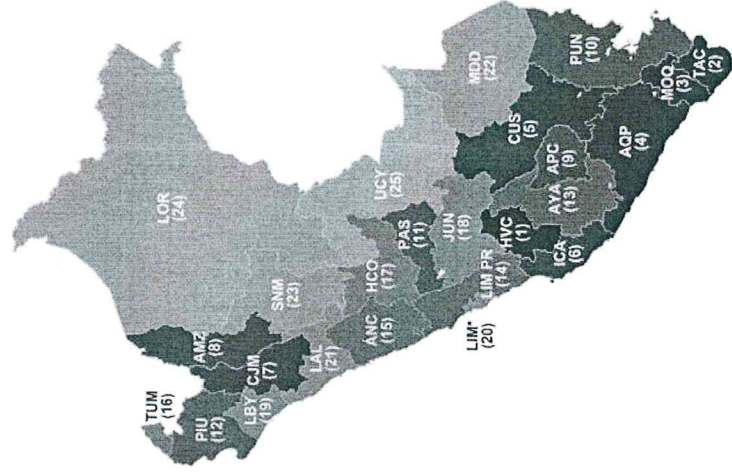 TUM
(16)
PIU
(12)
LBY
(19)
AMZ
(8)
CJM
(7)
LAL
(21)
LOR
(24)
SNM
(23)
ANC
(15)
HCO
(17)
UCY
(25)
PAS
(11)
LIM*
(20)
LIM PR
(14)
JUN
(18)
HVC
(1)
ICA
(6)
MDD
(22)
CUS
(5)
APC
(9)
AYA
(13)
PUN
(10)
AQP
(4)
MOQ
(3)
TAC
(2)